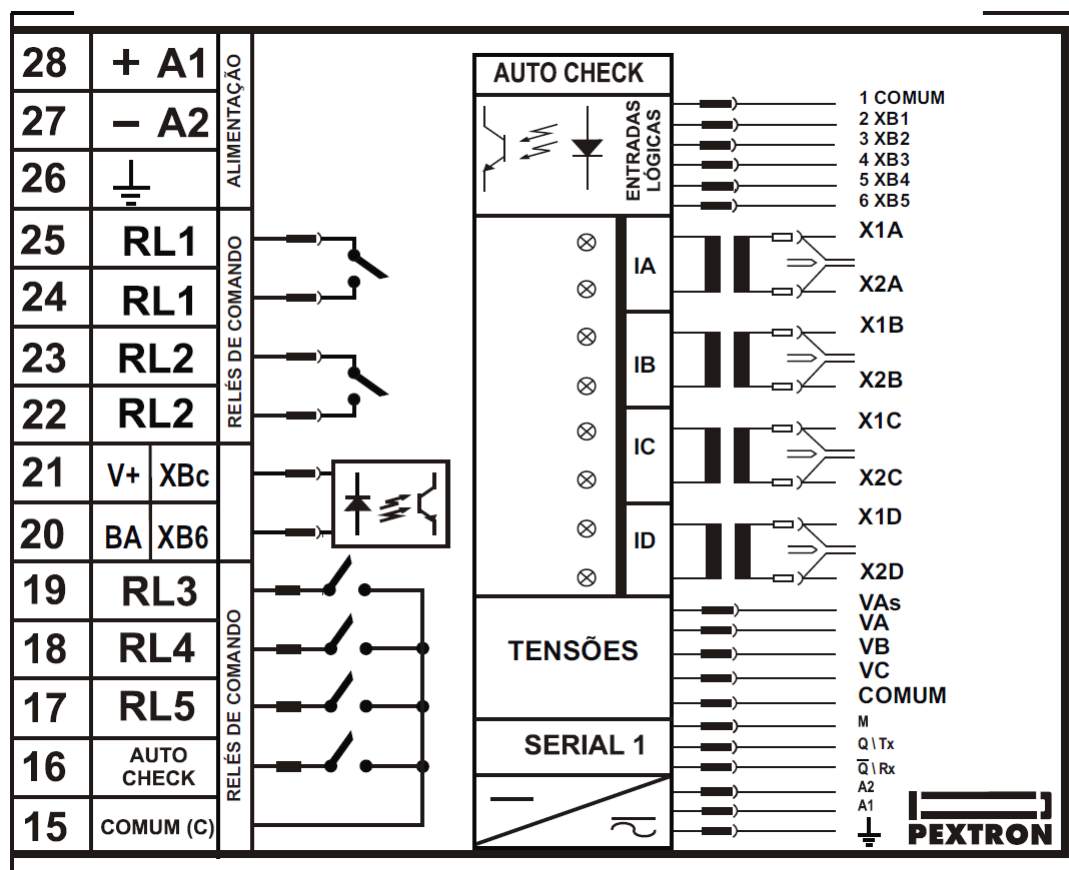 28 + A1
27 − A2
26
ALIMENTAÇÃO
25 RL1
24 RL1
23 RL2
22 RL2
RELÉS DE COMANDO
21 V+ XBc
20 BA XB6
19 RL3
18 RL4
17 RL5
16 AUTO
CHECK
15 COMUM (C)
RELÉS DE COMANDO
AUTO CHECK
ENTRADAS
LÓGICAS
IA
IB
IC
ID
TENSÕES
SERIAL 1
1 COMUM
2 XB1
3 XB2
4 XB3
5 XB4
6 XB5
X1A
X2A
X1B
X2B
X1C
X2C
X1D
X2D
VAs
VA
VB
VC
COMUM
M
Q \ Tx
Q̅ \ Rx
A2
A1
PEXTRON